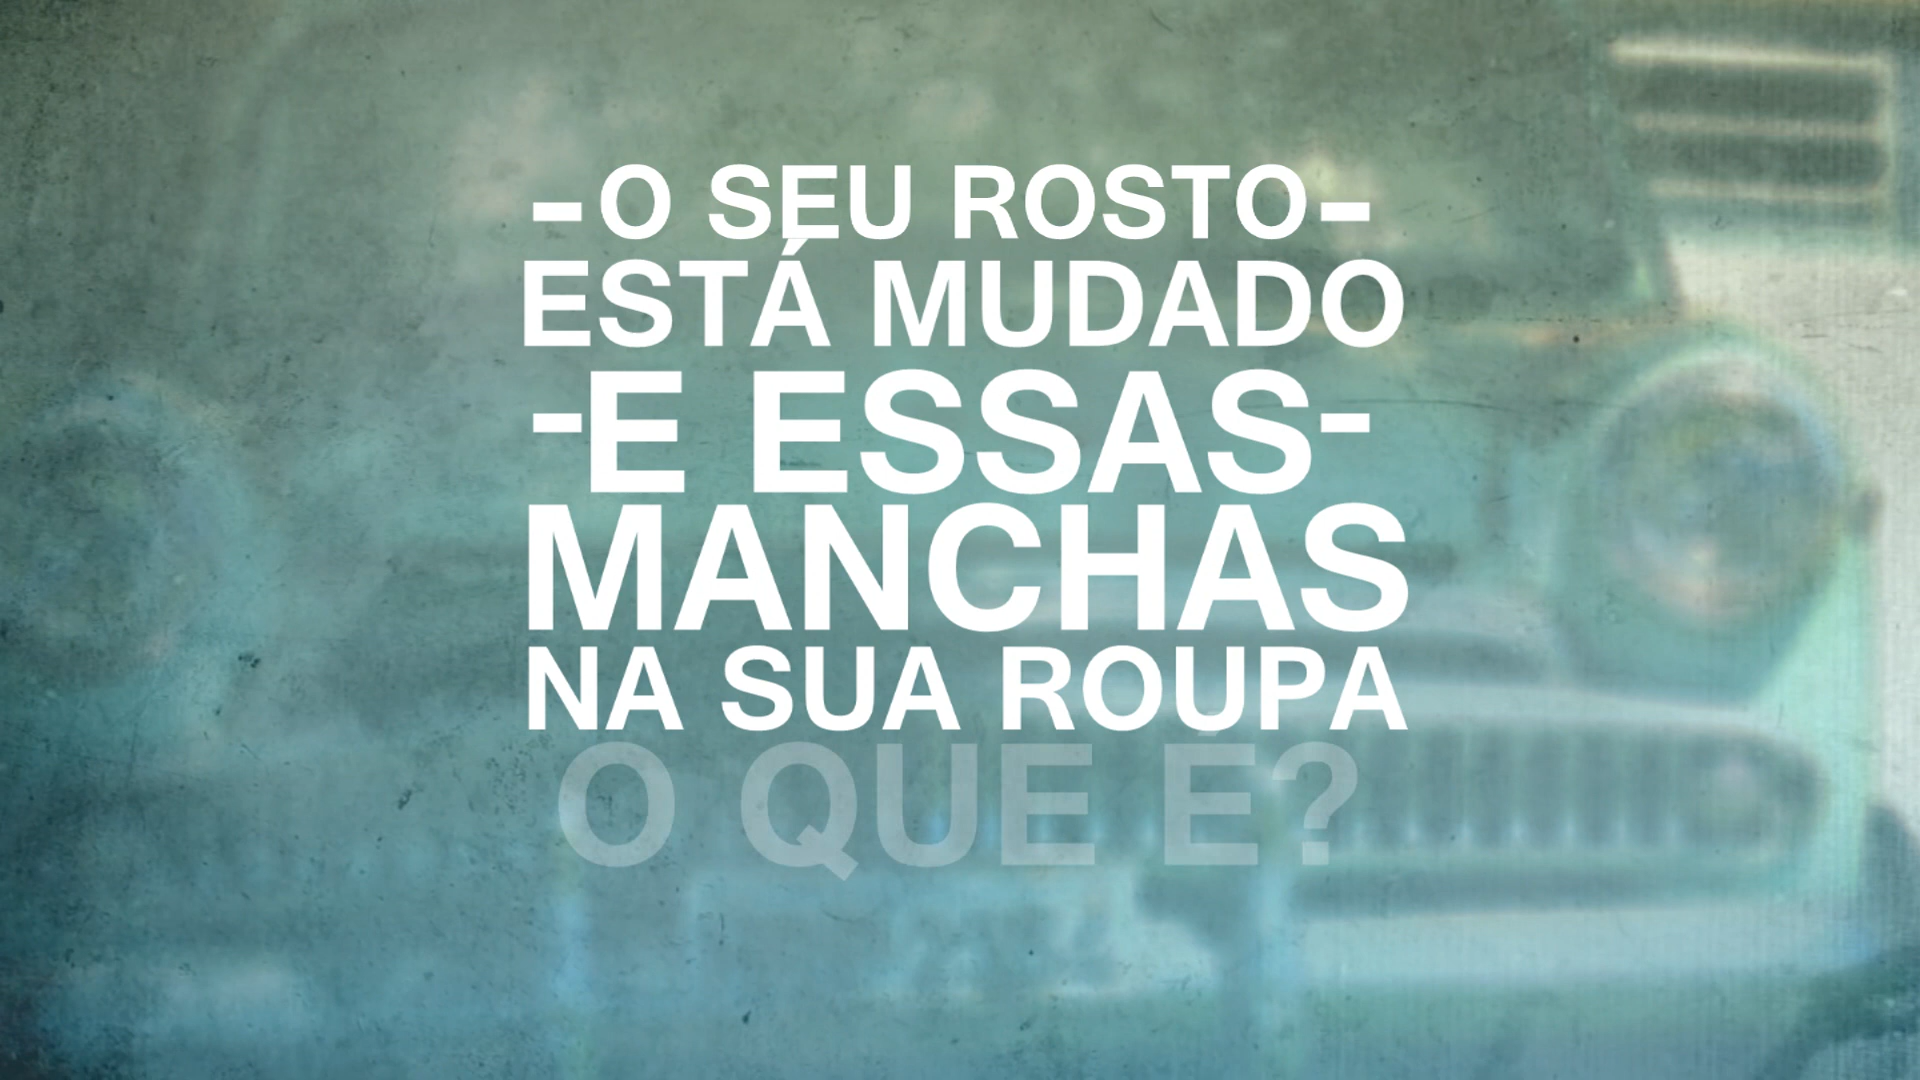 -O SEU ROSTO-
ESTÁ MUDADO
-E ESSAS-
MANCHAS
NA SUA ROUPA
O QUE É?